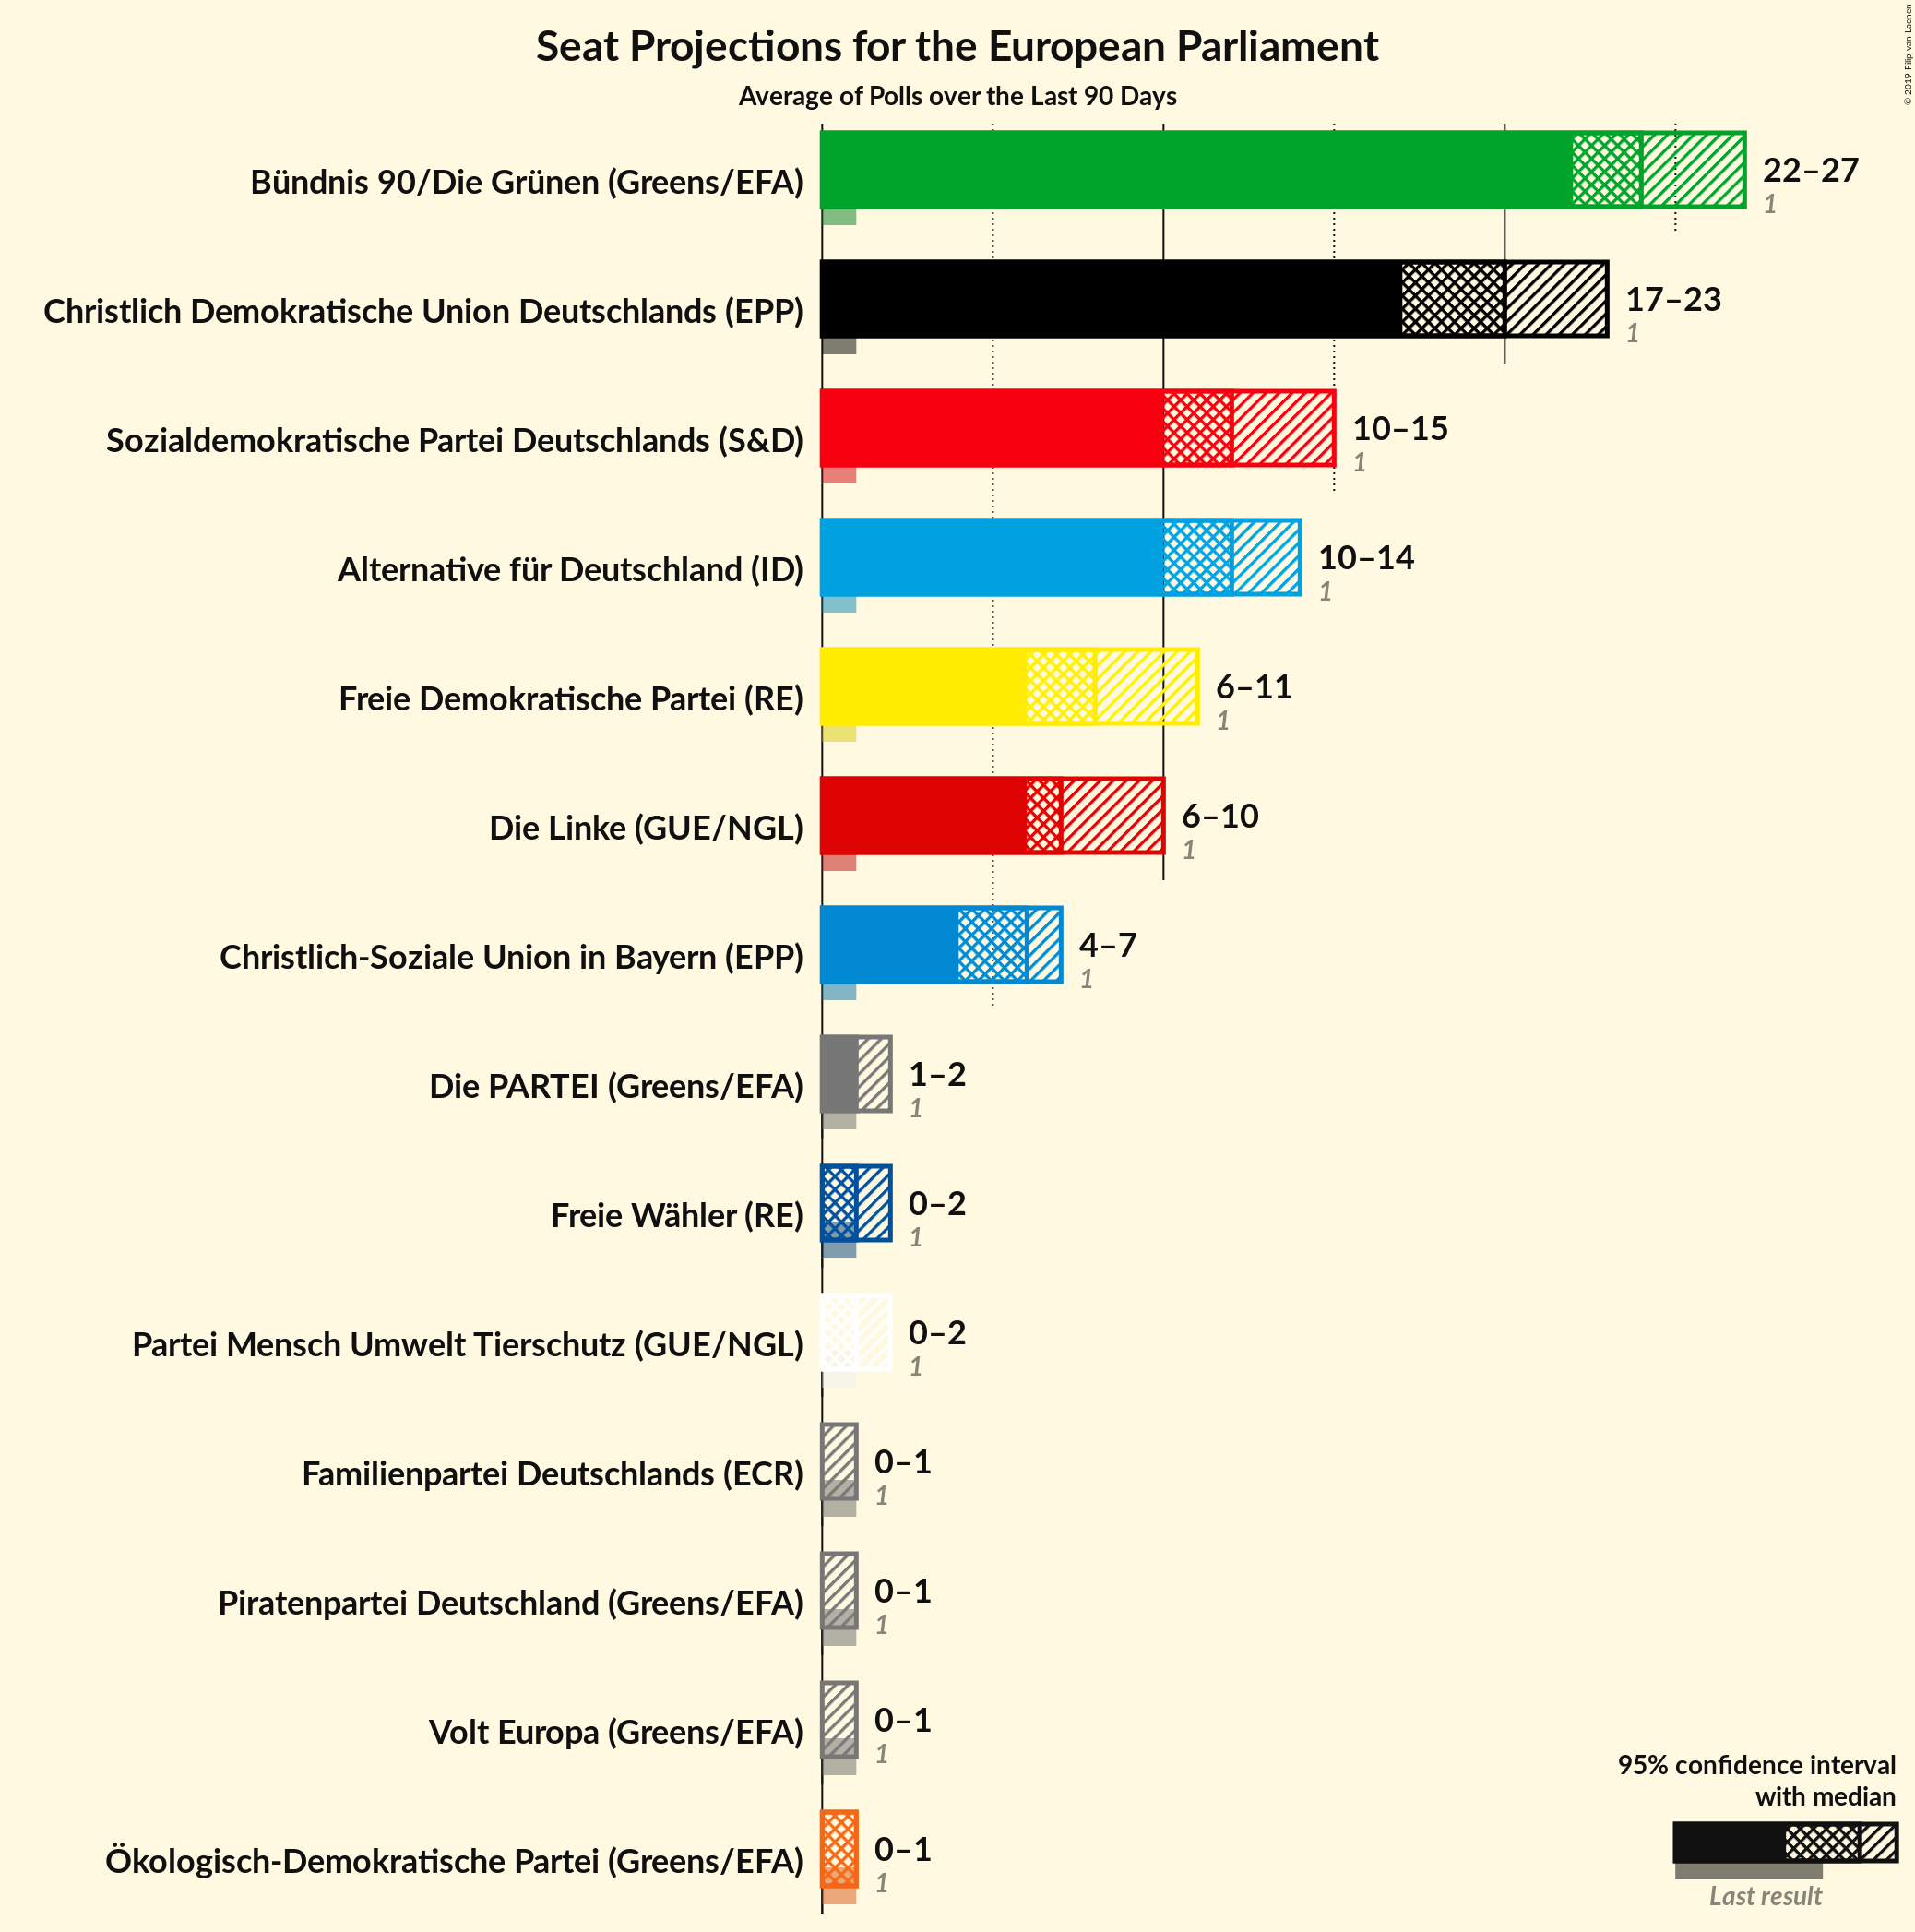 Seat Projections for the European Parliament
Average of Polls over the Last 90 Days
© 2019 Filip van Laenen
Bündnis 90/Die Grünen (Greens/EFA)
22–27
1
Christlich Demokratische Union Deutschlands (EPP)
17–23
1
Sozialdemokratische Partei Deutschlands (S&D)
10–15
1
Alternative für Deutschland (ID)
10–14
1
Freie Demokratische Partei (RE)
6–11
1
Die Linke (GUE/NGL)
6–10
1
Christlich-Soziale Union in Bayern (EPP)
4–7
1
Die PARTEI (Greens/EFA)
1–2
1
Freie Wähler (RE)
0–2
1
Partei Mensch Umwelt Tierschutz (GUE/NGL)
0–2
1
Familienpartei Deutschlands (ECR)
0–1
1
Piratenpartei Deutschland (Greens/EFA)
0–1
1
Volt Europa (Greens/EFA)
0–1
1
Ökologisch-Demokratische Partei (Greens/EFA)
0–1
1
95% confidence interval
with median
Last result